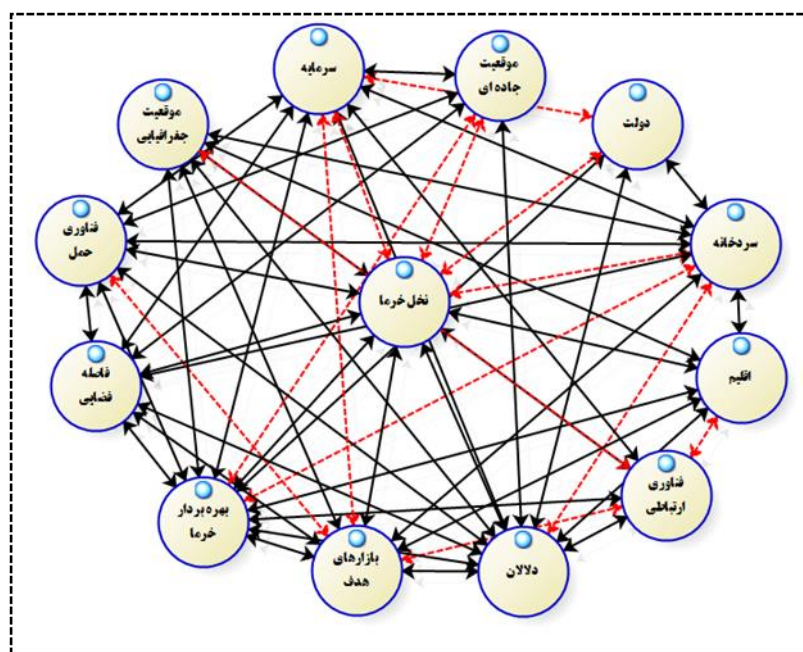 سرمایه
موقعیت
جاده ای
دولت
موقعیت
جغرافیایی
فناوری
حمل
سردخانه
نخل خرما
فاصله
فضایی
اقلیم
بهره بردار
خرما
فناوری
ارتباطی
بازارهای
هدف
دلالان